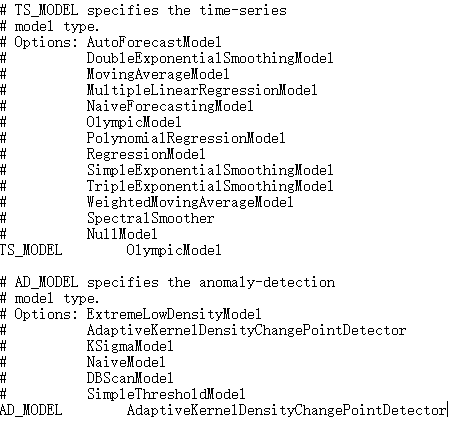 # TS_MODEL specifies the time-series
# model type.
# Options: AutoForecastModel
#          DoubleExponentialSmoothingModel
#          MovingAverageModel
#          MultipleLinearRegressionModel
#          NaiveForecastingModel
#          OlympicModel
#          PolynomialRegressionModel
#          RegressionModel
#          SimpleExponentialSmoothingModel
#          TripleExponentialSmoothingModel
#          WeightedMovingAverageModel
#          SpectralSmoother
#          NullModel
TS_MODEL        OlympicModel

# AD_MODEL specifies the anomaly-detection
# model type.
# Options: ExtremeLowDensityModel
#          AdaptiveKernelDensityChangePointDetector
#          KSigmaModel
#          NaiveModel
#          DBScanModel
#          SimpleThresholdModel
AD_MODEL        AdaptiveKernelDensityChangePointDetector